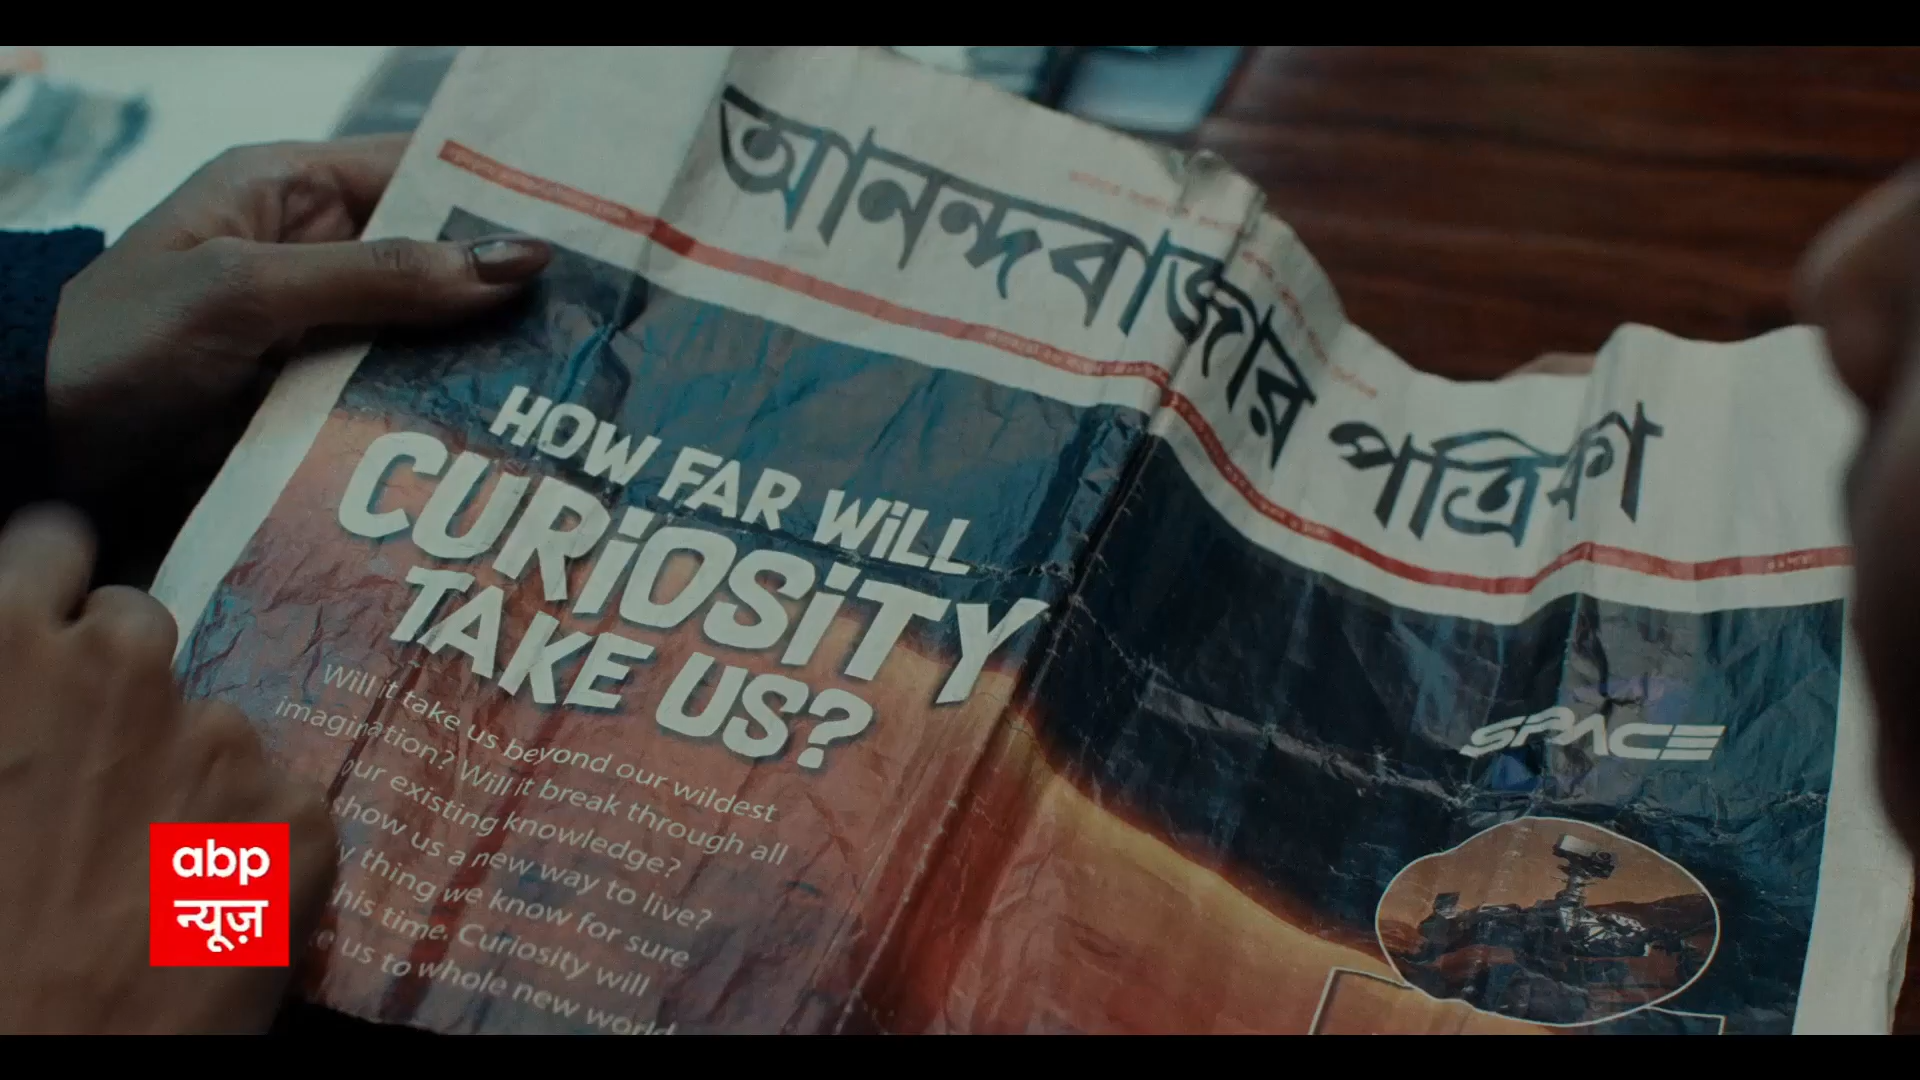 আনন্দবাজার পত্রিকা
HOW FAR WiLL
CURiOSiTY
TAKE US?
Will it take us beyond our wildest
imagination? Will it break through all
our existing knowledge?
show us a new way to live?
thing we know for sure
this time. Curiosity will
us to whole new world
SPACE
abp
न्यूज़